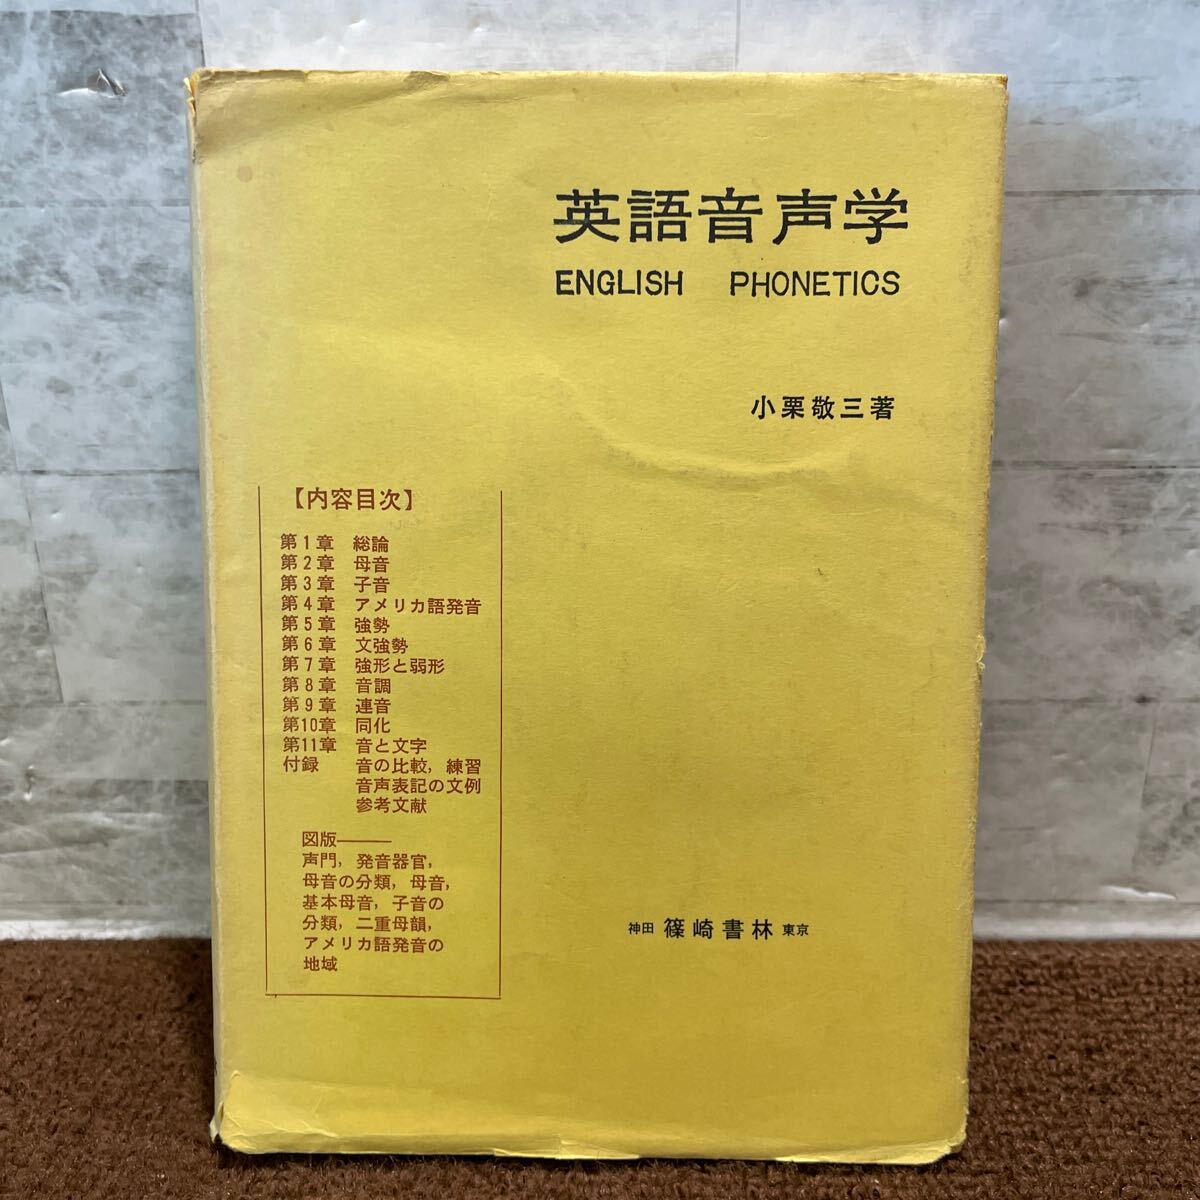 英語音声学
ENGLISH PHONETICS
小栗敬三著
【内容目次】
第1章 総論
第2章 母音
第3章 子音
第4章 アメリカ語発音
第5章 強勢
第6章 文強勢
第7章 強形と弱形
第8章 音調
第9章 連音
第10章 同化
第11章 音と文字
付録 音の比較, 練習
音声表記の文例
参考文献
図版――
声門, 発音器官,
母音の分類, 母音,
基本母音, 子音の
分類, 二重母韻,
アメリカ語発音の
地域
神田 篠崎書林 東京